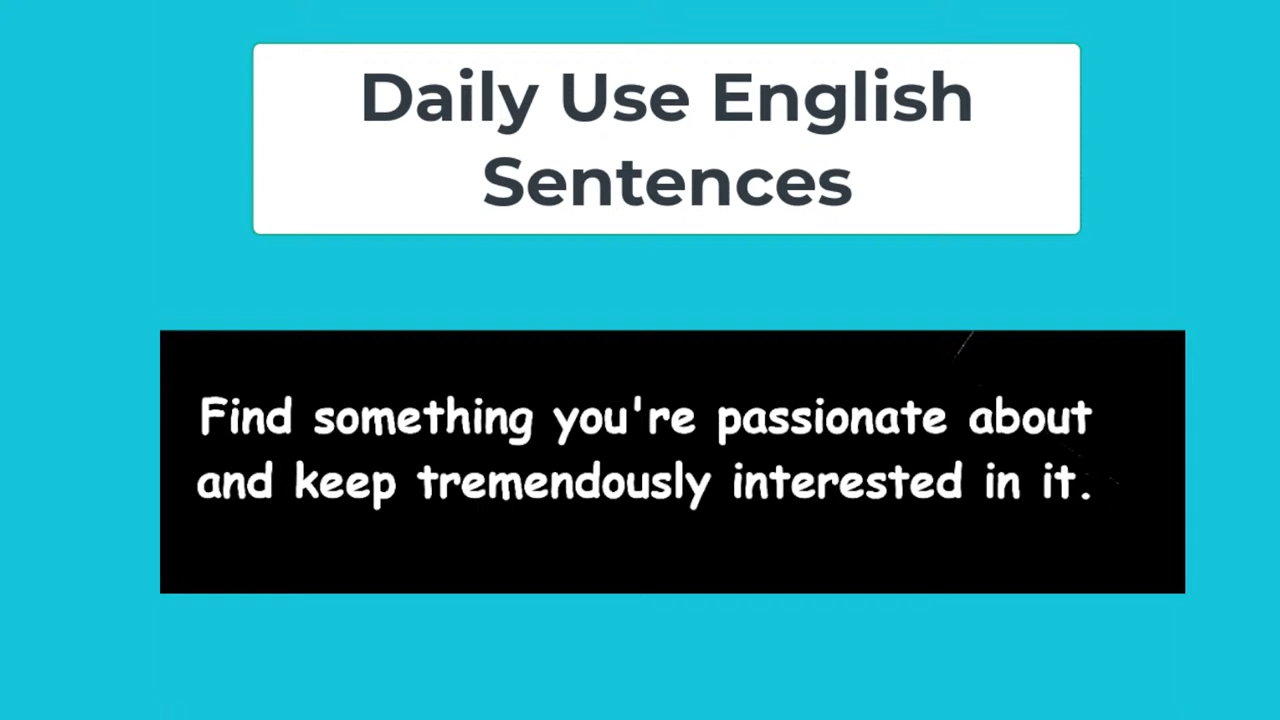 Daily Use English
Sentences
Find something you're passionate about
and keep tremendously interested in it.